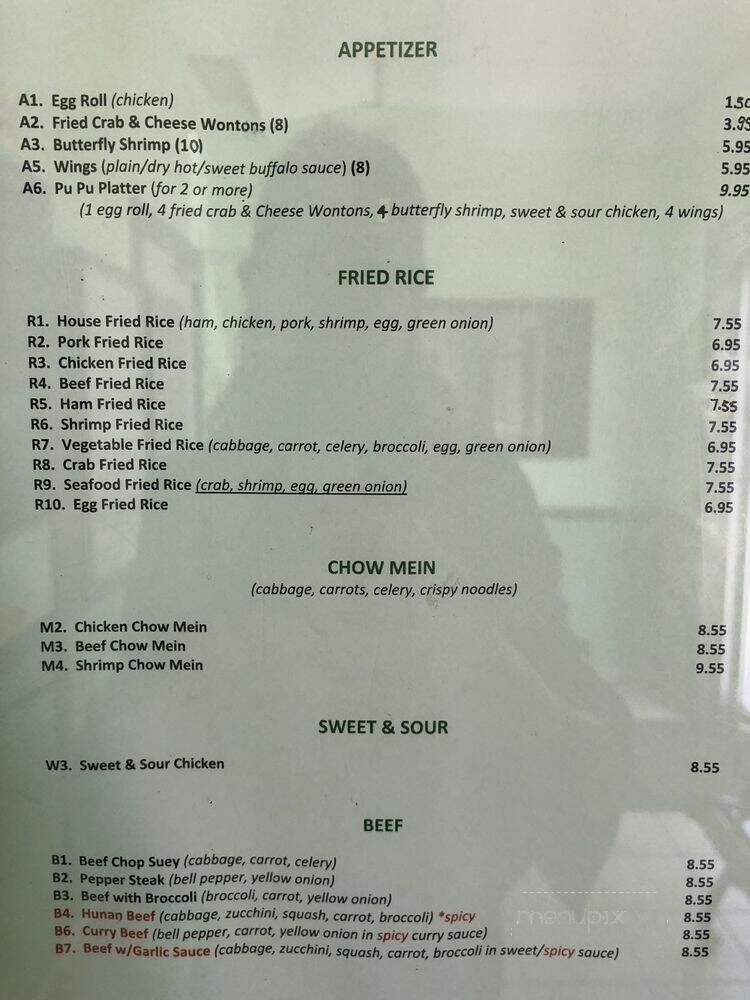 APPETIZER
A1. Egg Roll (chicken) 1.50
A2. Fried Crab & Cheese Wontons (8) 3.95
A3. Butterfly Shrimp (10) 5.95
A5. Wings (plain/dry hot/sweet buffalo sauce) (8) 5.95
A6. Pu Pu Platter (for 2 or more) 9.95
(1 egg roll, 4 fried crab & Cheese Wontons, 4 butterfly shrimp, sweet & sour chicken, 4 wings)
FRIED RICE
R1. House Fried Rice (ham, chicken, pork, shrimp, egg, green onion) 7.55
R2. Pork Fried Rice 6.95
R3. Chicken Fried Rice 6.95
R4. Beef Fried Rice 7.55
R5. Ham Fried Rice 7.55
R6. Shrimp Fried Rice 7.55
R7. Vegetable Fried Rice (cabbage, carrot, celery, broccoli, egg, green onion) 6.95
R8. Crab Fried Rice 7.55
R9. Seafood Fried Rice (crab, shrimp, egg, green onion) 7.55
R10. Egg Fried Rice 6.95
CHOW MEIN
(cabbage, carrots, celery, crispy noodles)
M2. Chicken Chow Mein 8.55
M3. Beef Chow Mein 8.55
M4. Shrimp Chow Mein 9.55
SWEET & SOUR
W3. Sweet & Sour Chicken 8.55
BEEF
B1. Beef Chop Suey (cabbage, carrot, celery) 8.55
B2. Pepper Steak (bell pepper, yellow onion) 8.55
B3. Beef with Broccoli (broccoli, carrot, yellow onion) 8.55
B4. Hunan Beef (cabbage, zucchini, squash, carrot, broccoli) *spicy 8.55
B6. Curry Beef (bell pepper, carrot, yellow onion in spicy curry sauce) 8.55
B7. Beef w/Garlic Sauce (cabbage, zucchini, squash, carrot, broccoli in sweet/spicy sauce) 8.55
menupix